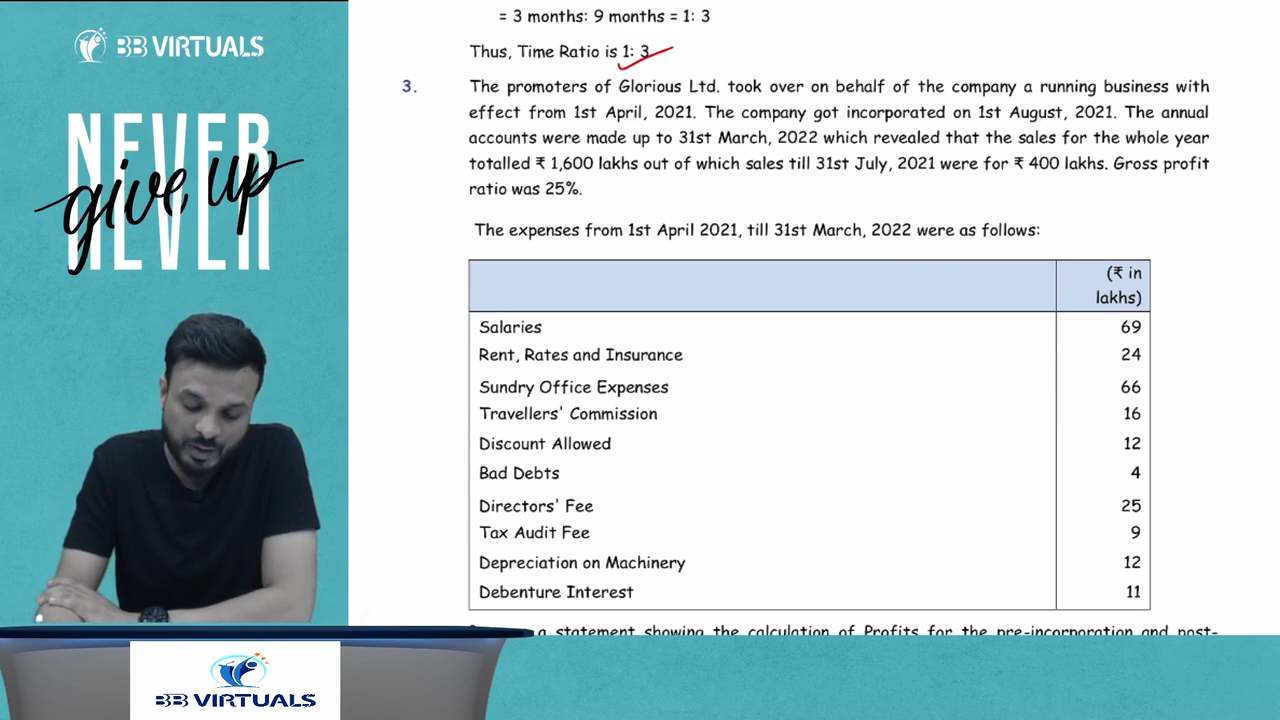 BB VIRTUALS
NEVER
give up
NEVER
= 3 months: 9 months = 1: 3
Thus, Time Ratio is 1: 3
3. The promoters of Glorious Ltd. took over on behalf of the company a running business with
effect from 1st April, 2021. The company got incorporated on 1st August, 2021. The annual
accounts were made up to 31st March, 2022 which revealed that the sales for the whole year
totalled ₹ 1,600 lakhs out of which sales till 31st July, 2021 were for ₹ 400 lakhs. Gross profit
ratio was 25%.
The expenses from 1st April 2021, till 31st March, 2022 were as follows:
(₹ in
lakhs)
Salaries 69
Rent, Rates and Insurance 24
Sundry Office Expenses 66
Travellers' Commission 16
Discount Allowed 12
Bad Debts 4
Directors' Fee 25
Tax Audit Fee 9
Depreciation on Machinery 12
Debenture Interest 11
a statement showing the calculation of Profits for the pre-incorporation and post-
BB VIRTUALS